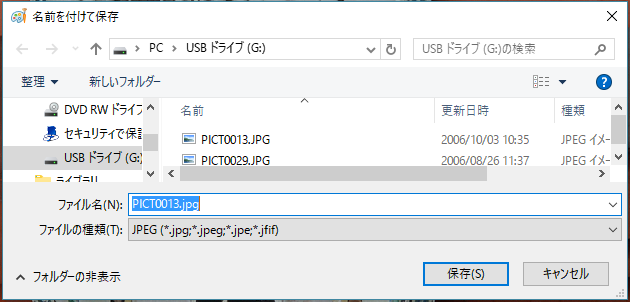 名前を付けて保存
PC > USB ドライブ (G:)
USB ドライブ (G:)の検索
整理 新しいフォルダー
DVD RW ドライブ
セキュリティで保護
USB ドライブ (G:)
ライブラリ
名前 更新日時 種類
PICT0013.JPG 2006/10/03 10:35 JPEG イメー
PICT0029.JPG 2006/08/26 11:37 JPEG イメー
ファイル名(N): PICT0013.jpg
ファイルの種類(T): JPEG (*.jpg;*.jpeg;*.jpe;*.jfif)
フォルダーの非表示 保存(S) キャンセル